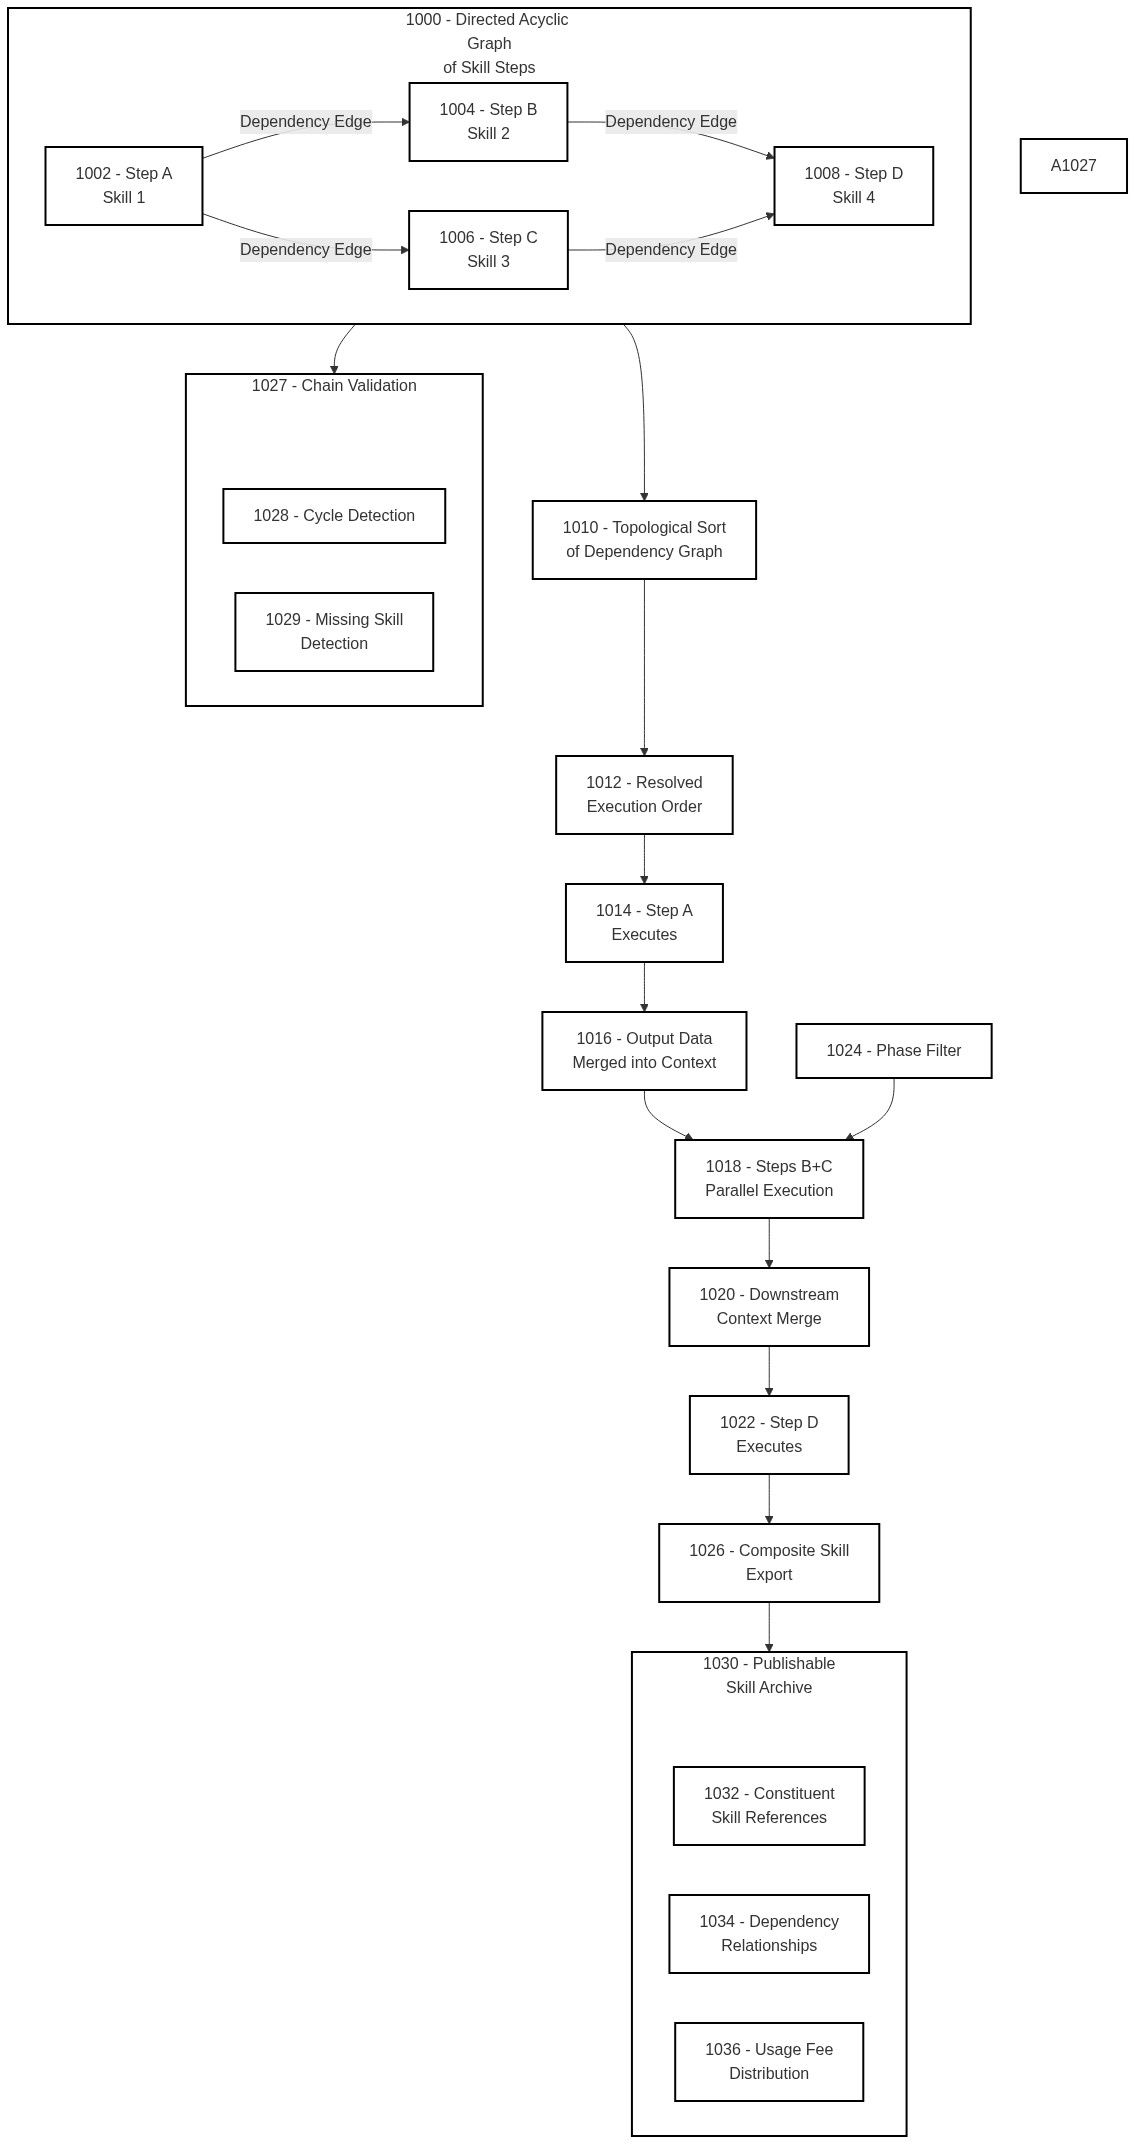 1000 - Directed Acyclic
Graph
of Skill Steps
1002 - Step A
Skill 1
Dependency Edge
Dependency Edge
1004 - Step B
Skill 2
1006 - Step C
Skill 3
Dependency Edge
Dependency Edge
1008 - Step D
Skill 4
A1027
1027 - Chain Validation
1028 - Cycle Detection
1029 - Missing Skill
Detection
1010 - Topological Sort
of Dependency Graph
1012 - Resolved
Execution Order
1014 - Step A
Executes
1016 - Output Data
Merged into Context
1024 - Phase Filter
1018 - Steps B+C
Parallel Execution
1020 - Downstream
Context Merge
1022 - Step D
Executes
1026 - Composite Skill
Export
1030 - Publishable
Skill Archive
1032 - Constituent
Skill References
1034 - Dependency
Relationships
1036 - Usage Fee
Distribution